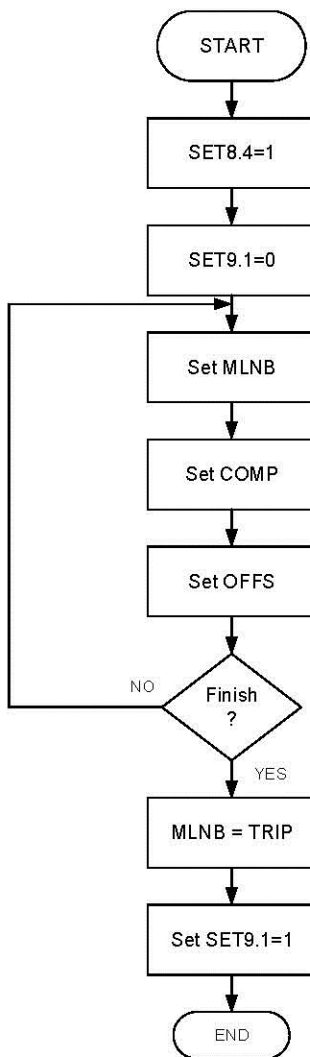 START
SET8.4=1
SET9.1=0
Set MLNB
Set COMP
Set OFFS
Finish
?
NO
YES
MLNB = TRIP
Set SET9.1=1
END